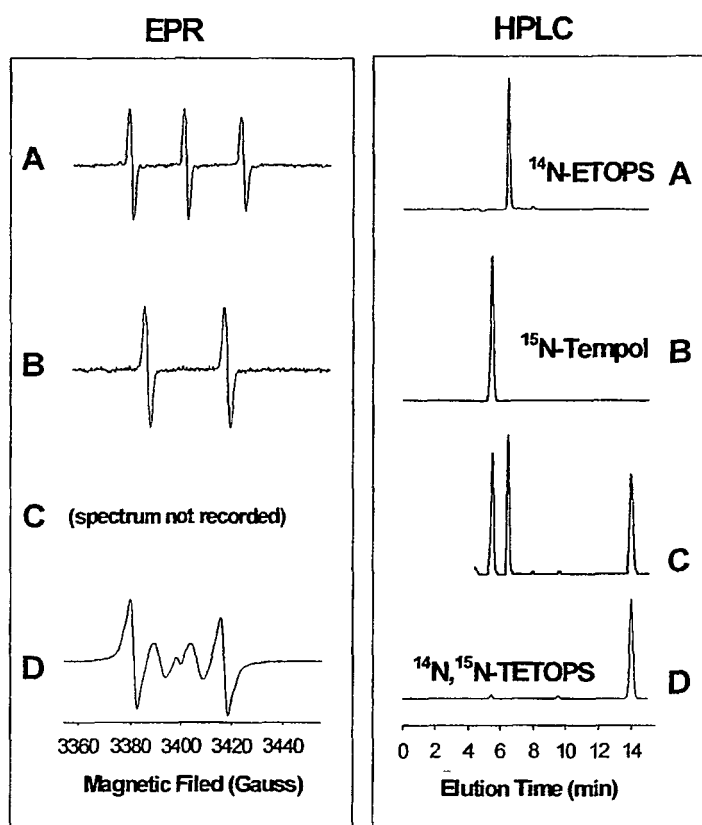 EPR
HPLC
A
¹⁴N-ETOPS A
B
¹⁵N-Tempol B
C (spectrum not recorded)
C
D
¹⁴N,¹⁵N-TETOPS D
3360 3380 3400 3420 3440
Magnetic Filed (Gauss)
0 2 4 6 8 10 12 14
Elution Time (min)